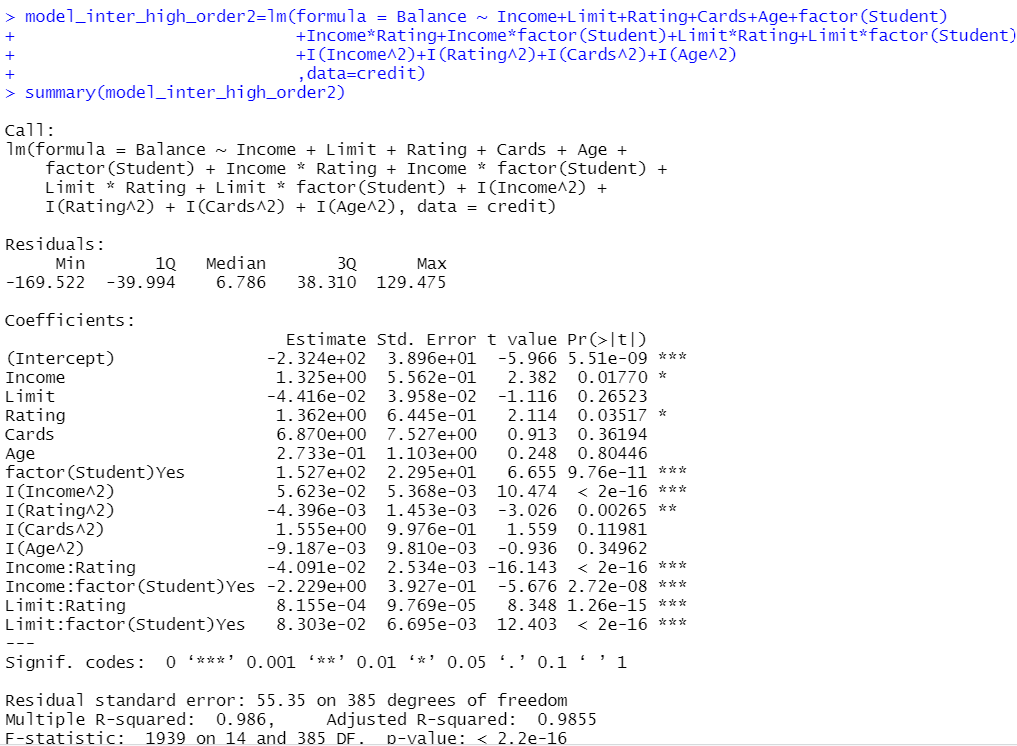 > model_inter_high_order2=lm(formula = Balance ~ Income+Limit+Rating+Cards+Age+factor(Student)
+                             +Income*Rating+Income*factor(Student)+Limit*Rating+Limit*factor(Student)
+                             +I(Income^2)+I(Rating^2)+I(Cards^2)+I(Age^2)
+                             ,data=credit)
> summary(model_inter_high_order2)

Call:
lm(formula = Balance ~ Income + Limit + Rating + Cards + Age +
    factor(Student) + Income * Rating + Income * factor(Student) +
    Limit * Rating + Limit * factor(Student) + I(Income^2) +
    I(Rating^2) + I(Cards^2) + I(Age^2), data = credit)

Residuals:
     Min       1Q   Median       3Q      Max
-169.522  -39.994    6.786   38.310  129.475

Coefficients:
                            Estimate Std. Error t value Pr(>|t|)
(Intercept)               -2.324e+02  3.896e+01  -5.966 5.51e-09 ***
Income                     1.325e+00  5.562e-01   2.382  0.01770 *
Limit                     -4.416e-02  3.958e-02  -1.116  0.26523
Rating                     1.362e+00  6.445e-01   2.114  0.03517 *
Cards                      6.870e+00  7.527e+00   0.913  0.36194
Age                        2.733e-01  1.103e+00   0.248  0.80446
factor(Student)Yes         1.527e+02  2.295e+01   6.655 9.76e-11 ***
I(Income^2)                5.623e-02  5.368e-03  10.474  < 2e-16 ***
I(Rating^2)               -4.396e-03  1.453e-03  -3.026  0.00265 **
I(Cards^2)                 1.555e+00  9.976e-01   1.559  0.11981
I(Age^2)                  -9.187e-03  9.810e-03  -0.936  0.34962
Income:Rating             -4.091e-02  2.534e-03 -16.143  < 2e-16 ***
Income:factor(Student)Yes -2.229e+00  3.927e-01  -5.676 2.72e-08 ***
Limit:Rating               8.155e-04  9.769e-05   8.348 1.26e-15 ***
Limit:factor(Student)Yes   8.303e-02  6.695e-03  12.403  < 2e-16 ***
---
Signif. codes:  0 ‘***’ 0.001 ‘**’ 0.01 ‘*’ 0.05 ‘.’ 0.1 ‘ ’ 1

Residual standard error: 55.35 on 385 degrees of freedom
Multiple R-squared:  0.986,     Adjusted R-squared:  0.9855
F-statistic:  1939 on 14 and 385 DF,  p-value: < 2.2e-16